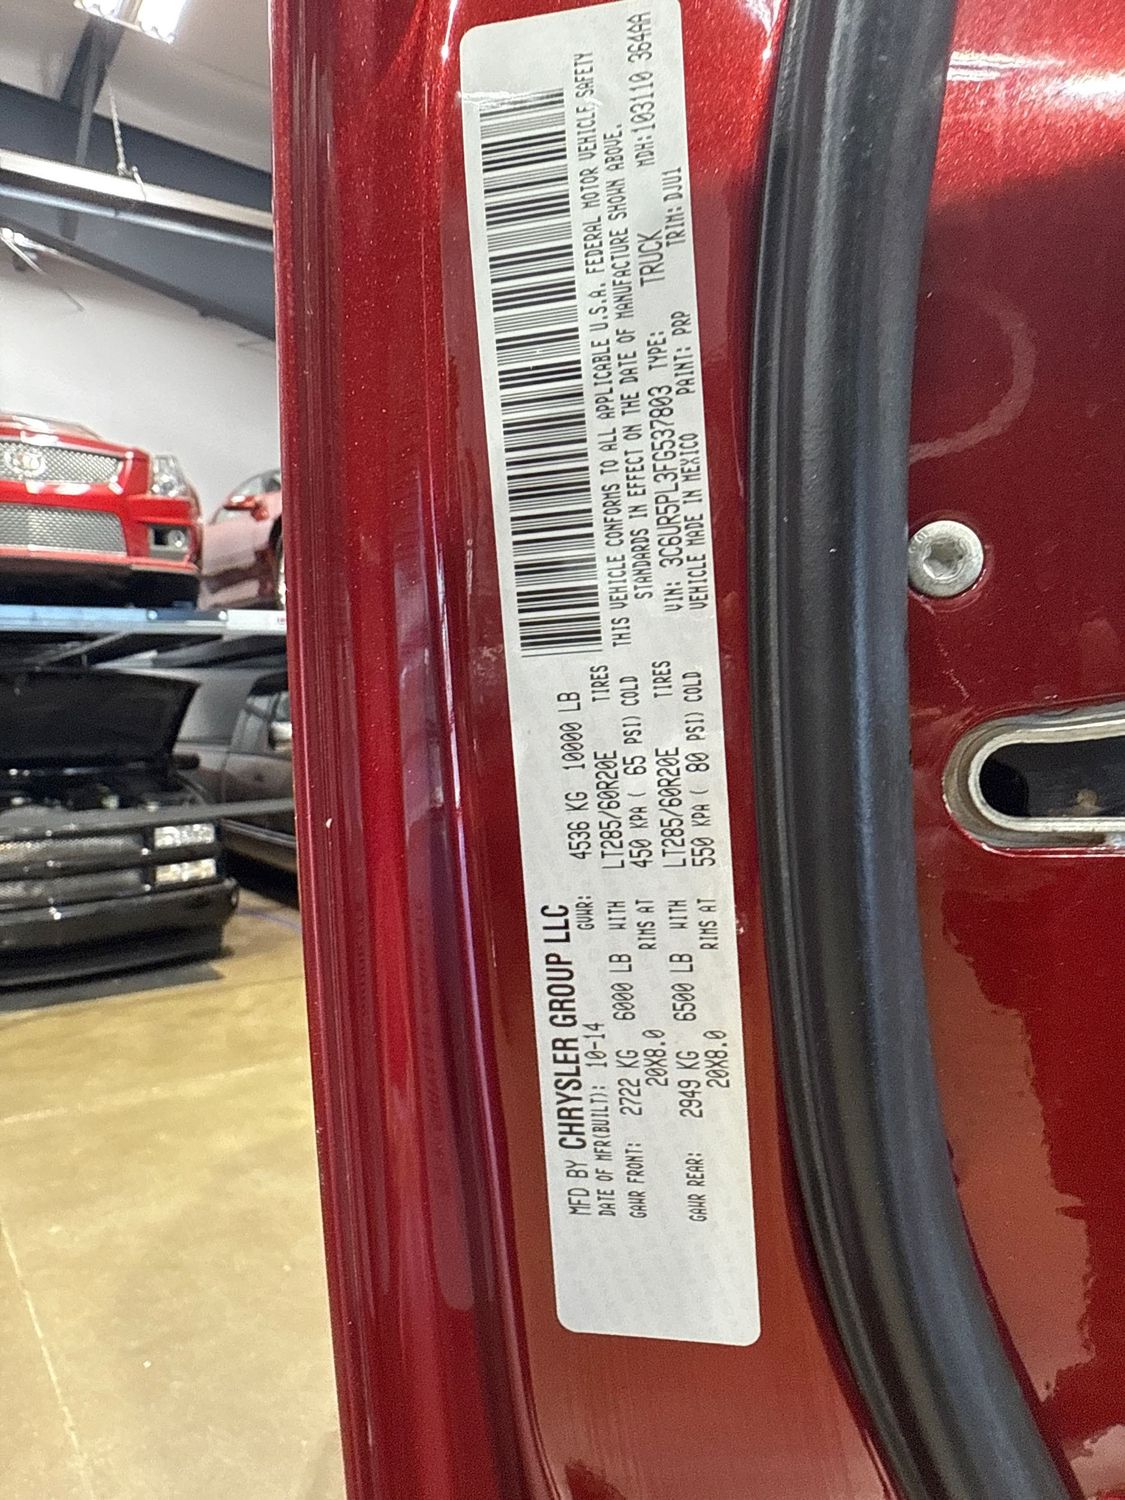 MFD BY CHRYSLER GROUP LLC
DATE OF MFR(BUILT): 10-14 GVWR: 4536 KG 10000 LB
GAWR FRONT: 2722 KG 6000 LB WITH LT285/60R20E TIRES
20X8.0 RIMS AT 450 KPA ( 65 PSI) COLD
GAWR REAR: 2949 KG 6500 LB WITH LT285/60R20E TIRES
20X8.0 RIMS AT 550 KPA ( 80 PSI) COLD
THIS VEHICLE CONFORMS TO ALL APPLICABLE U.S.A. FEDERAL MOTOR VEHICLE SAFETY
STANDARDS IN EFFECT ON THE DATE OF MANUFACTURE SHOWN ABOVE.
VIN: 3C6UR5PL3FG537803 TYPE: TRUCK MDH:103110 364AA
VEHICLE MADE IN MEXICO PAINT: PRP TRIM: DJU1